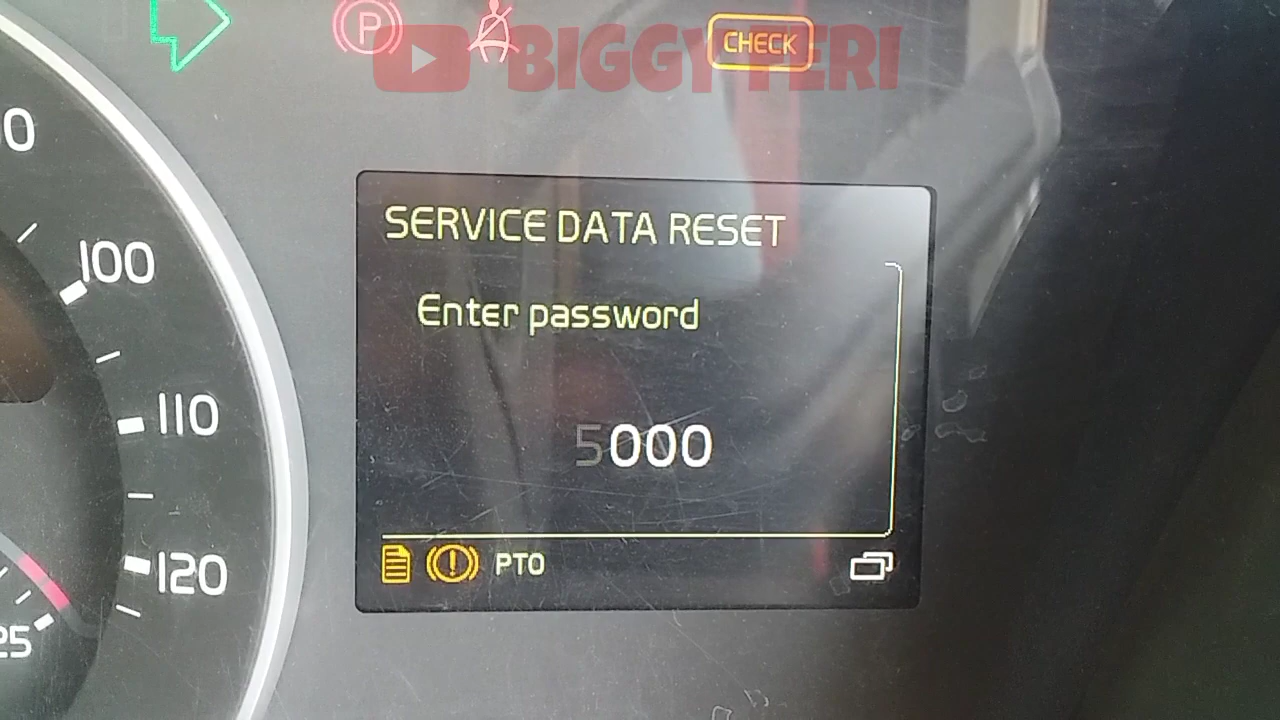 P
CHECK
BIGGY FERI
SERVICE DATA RESET
100
Enter password
110
5000
PTO
120
25